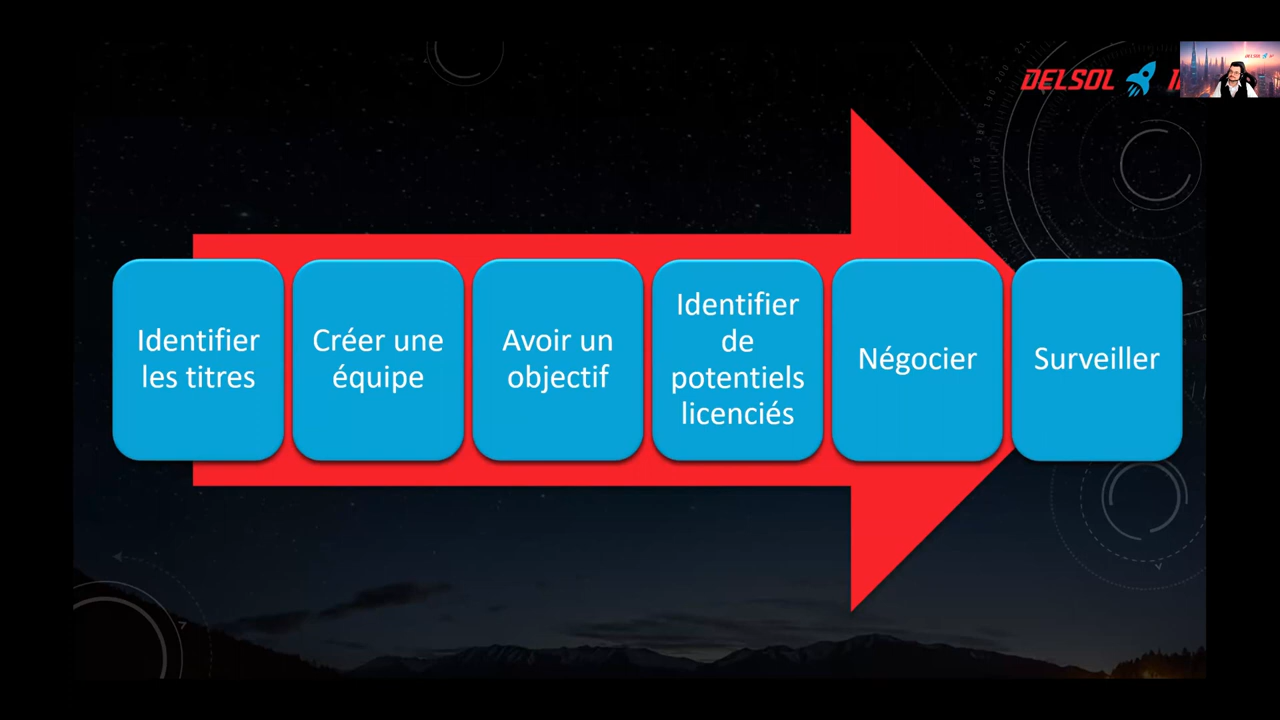 DELSOL
Identifier
les titres
Créer une
équipe
Avoir un
objectif
Identifier
de
potentiels
licenciés
Négocier
Surveiller